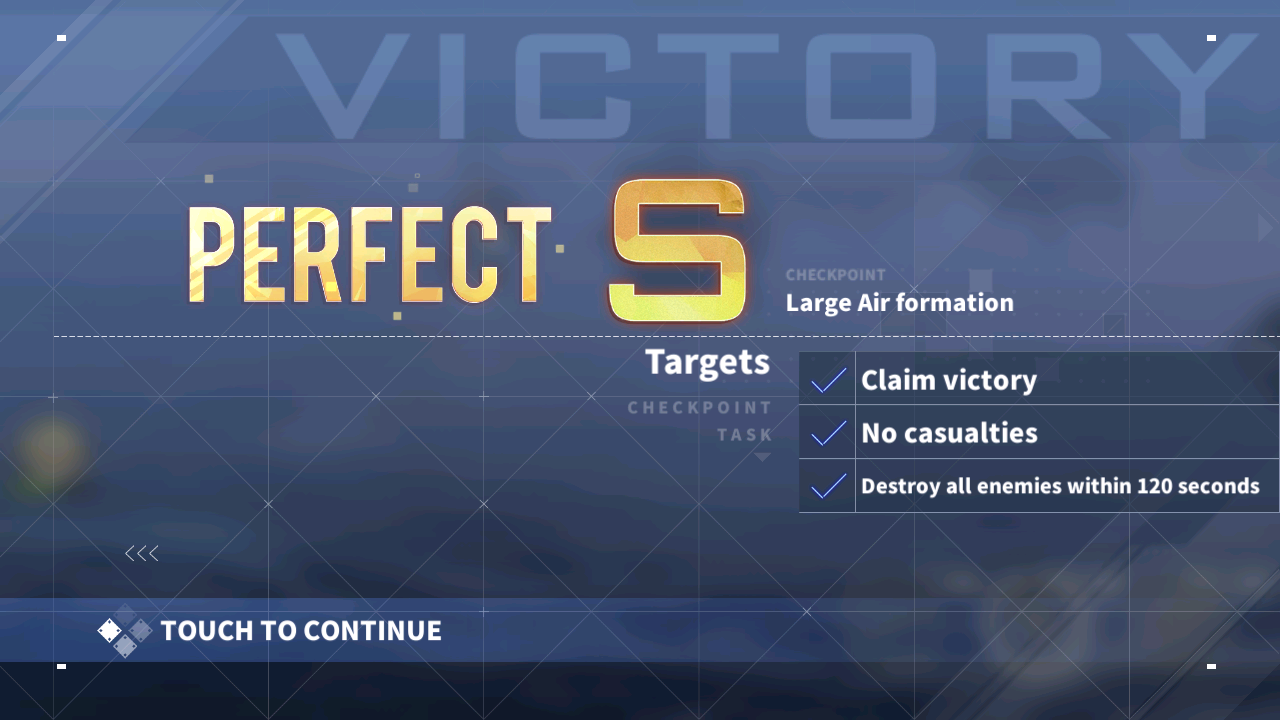 VICTORY
PERFECT S
CHECKPOINT
Large Air formation
Targets
CHECKPOINT
TASK
Claim victory
No casualties
Destroy all enemies within 120 seconds
TOUCH TO CONTINUE